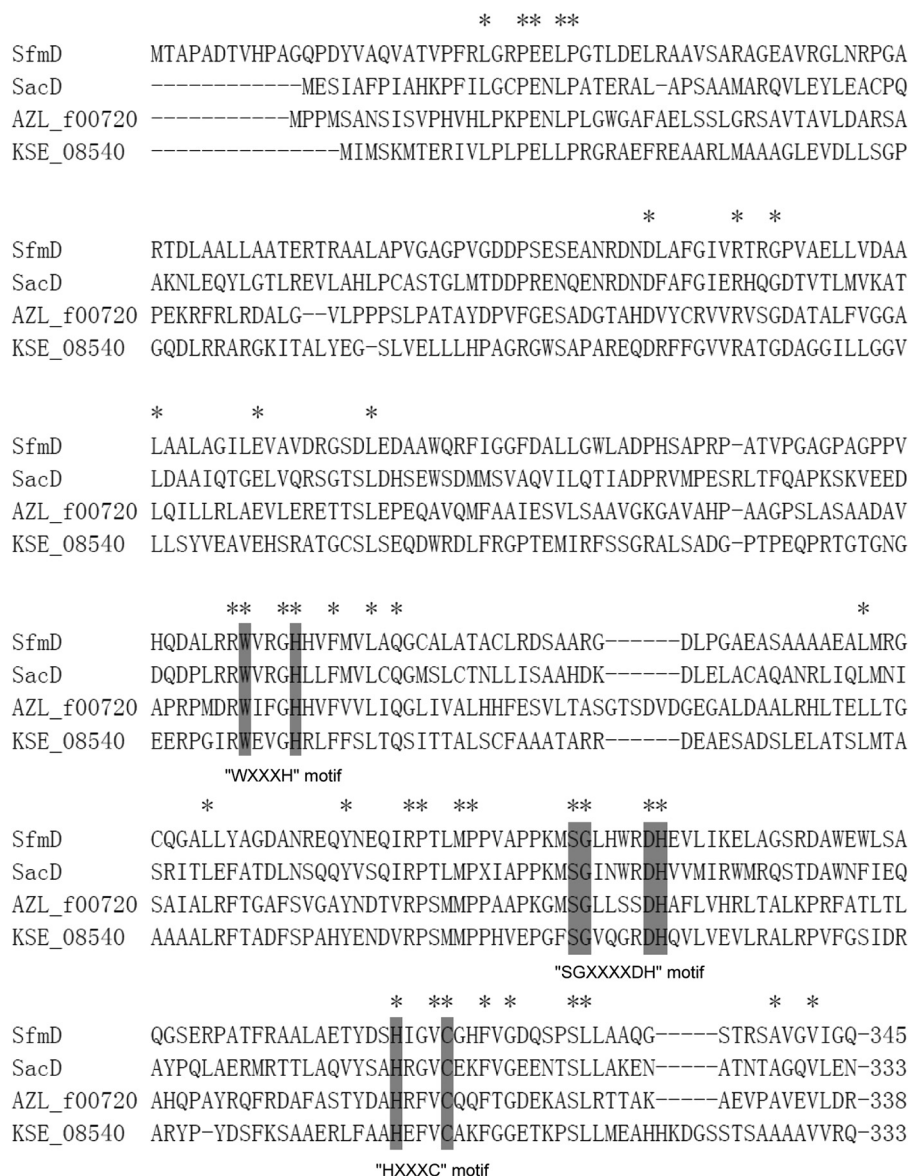 * ** **
SfmD MTAPADTVHPAGQPDYVAQVATVPFRLGRPEELPGTLDELRAAVSARAGEAVRGLNRPGA
SacD ------------MESIAFPIAHKPFILGCPENLPATERAL-APSAAMARQVLEYLEACPQ
AZL_f00720 -----------MPPMSANSISVPHVHLPKPENLPLGWGAFAELSSLGRSAVTAVLDARSA
KSE_08540 ---------------MIMSKMTERIVLPLPELLPRGRAEFREAARLMAAAGLEVDLLSGP
* * *
SfmD RTDLAALLAATERTRAALAPVGAGPVGDDPSESEANRDNDLAFGIVRTRGPVAELLVDAA
SacD AKNLEQYLGTLREVLAHLPCASTGLMTDDPRENQENRDNDFAFGIERHQGDTVTLMVKAT
AZL_f00720 PEKRFRLRDALG--VLPPPSLPATAYDPVFGESADGTAHDVYCRVVRVSGDATALFVGGA
KSE_08540 GQDLRRARGKITALYEG-SLVELLLHPAGRGWSAPAREQDRFFGVVRATGDAGGILLGGV
* * *
SfmD LAALAGILEVAVDRGSDLEDAAWQRFIGGFDALLGWLADPHSAPRP-ATVPGAGPAGPPV
SacD LDAAIQTGELVQRSGTSLDHSEWSDMMSVAQVILQTIADPRVMPESRLTFQAPKSKVEED
AZL_f00720 LQILLRLAEVLERETTSLEPEQAVQMFAAIESVLSAAVGKGAVAHP-AAGPSLASAADAV
KSE_08540 LLSYVEAVEHSRATGCSLSEQDWRDLFRGPTEMIRFSSGRALSADG-PTPEQPRTGTGNG
** ** * * * *
SfmD HQDALRRWVRGHHVFMVLAQGCALATACLRDSAARG------DLPGAEASAAAAEALMRG
SacD DQDPLRRWVRGHLLFMVLCQGMSLCTNLLISAAHDK------DLELACAQANRLIQLMNI
AZL_f00720 APRPMDRWIFGHHVFVVLIQGLIVALHHFESVLTASGTSDVDGEGALDAALRHLTELLTG
KSE_08540 EERPGIRWEVGHRLFFSLTQSITTALSCFAAATARR------DEAESADSLELATSLMTA
"WXXXH" motif
* * ** ** ** **
SfmD CQGALLYAGDANREQYNEQIRPTLMPPVAPPKMSGLHWRDHEVLIKELAGSRDAWEWLSA
SacD SRITLEFATDLNSQQYVSQIRPTLMPXIAPPKMSGINWRDHVVMIRWMRQSTDAWNFIEQ
AZL_f00720 SAIALRFTGAFSVGAYNDTVRPSMMPPAAPKGMSGLLSSDHAFLVHRLTALKPRFATLTL
KSE_08540 AAAALRFTADFSPAHYENDVRPSMMPPHVEPGFSGVQGRDHQVLVEVLRALRPVFGSIDR
"SGXXXXDH" motif
* ** * * ** * *
SfmD QGSERPATFRAALAETYDSHIGVCGHFVGDQSPSLLAAQG-----STRSAVGVIGQ-345
SacD AYPQLAERMRTTLAQVYSAHRGVCEKFVGEENTSLLAKEN-----ATNTAGQVLEN-333
AZL_f00720 AHQPAYRQFRDAFASTYDAHRFVCQQFTGDEKASLRTTAK-----AEVPAVEVLDR-338
KSE_08540 ARYP-YDSFKSAAERLFAAHEFVCAKFGGETKPSLLMEAHHKDGSSTSAAAAVVRQ-333
"HXXXC" motif